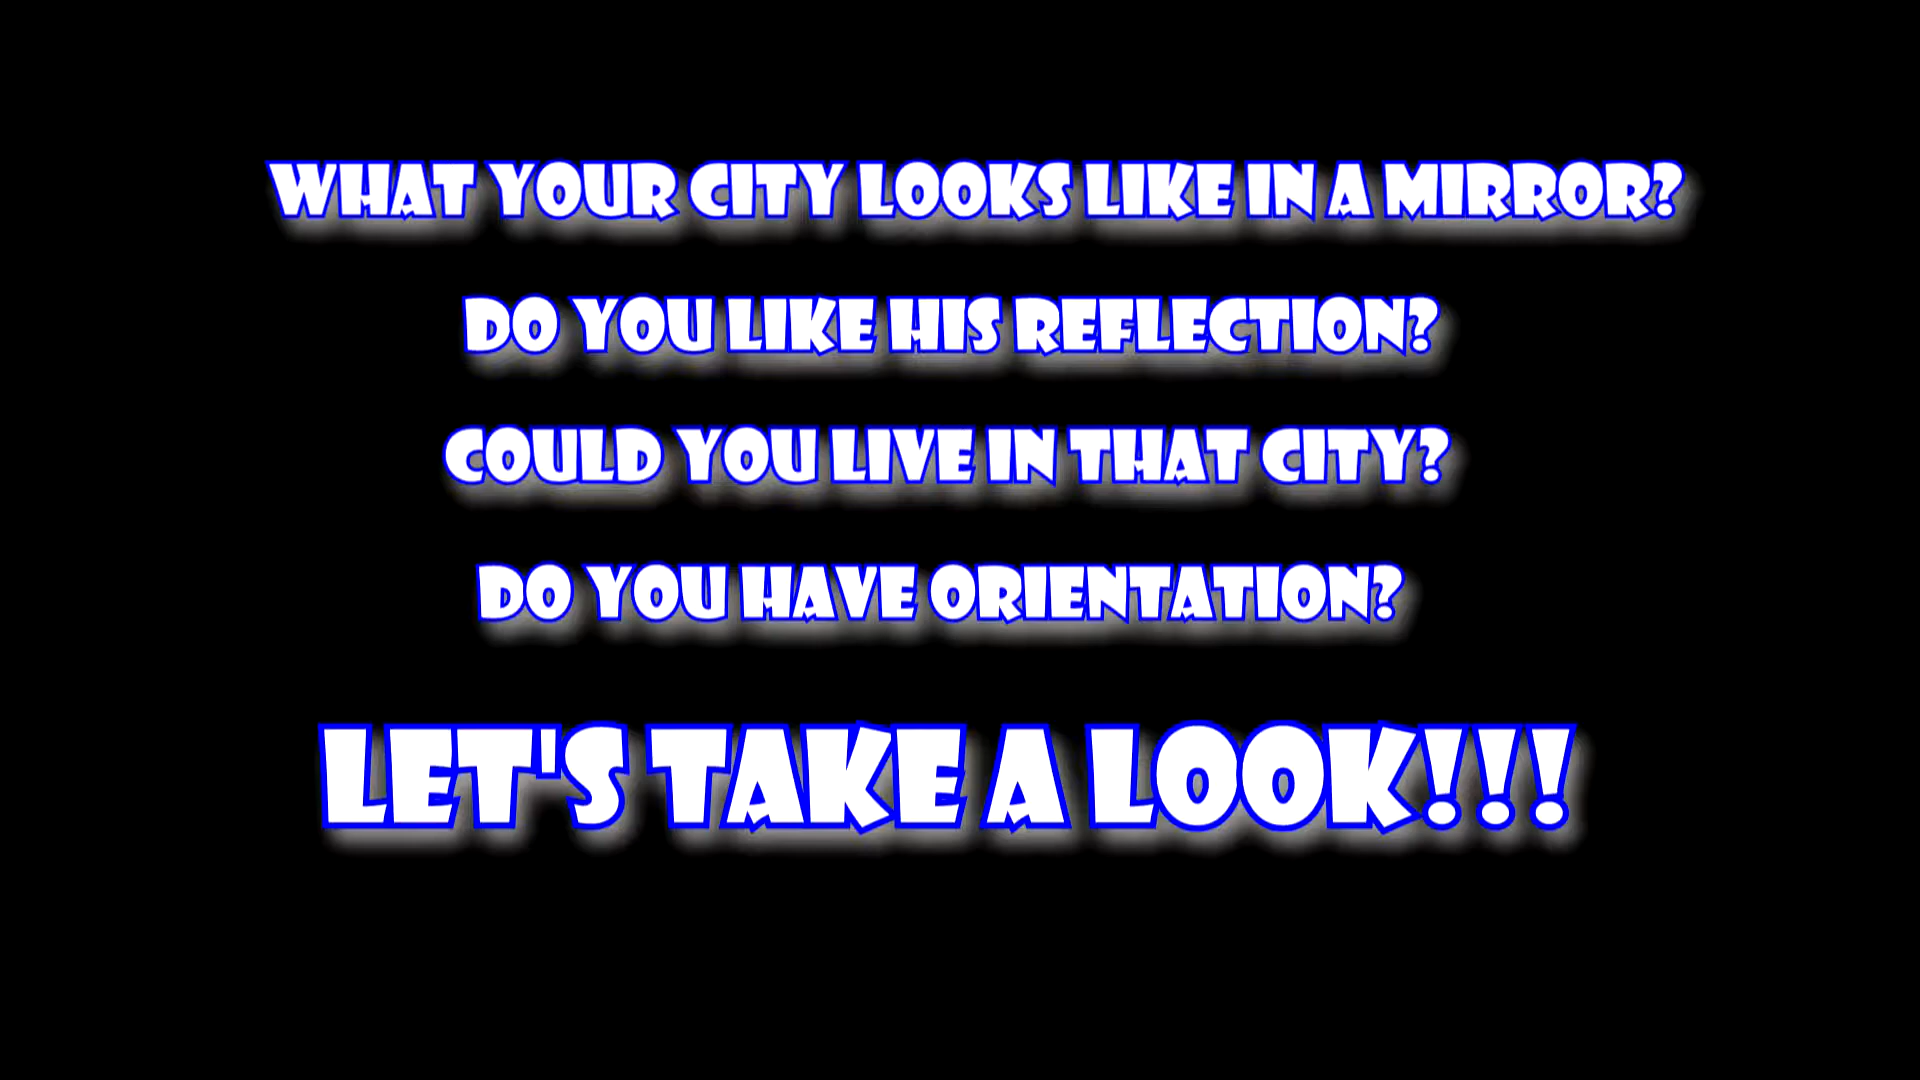 WHAT YOUR CITY LOOKS LIKE IN A MIRROR?
DO YOU LIKE HIS REFLECTION?
COULD YOU LIVE IN THAT CITY?
DO YOU HAVE ORIENTATION?
LET'S TAKE A LOOK!!!